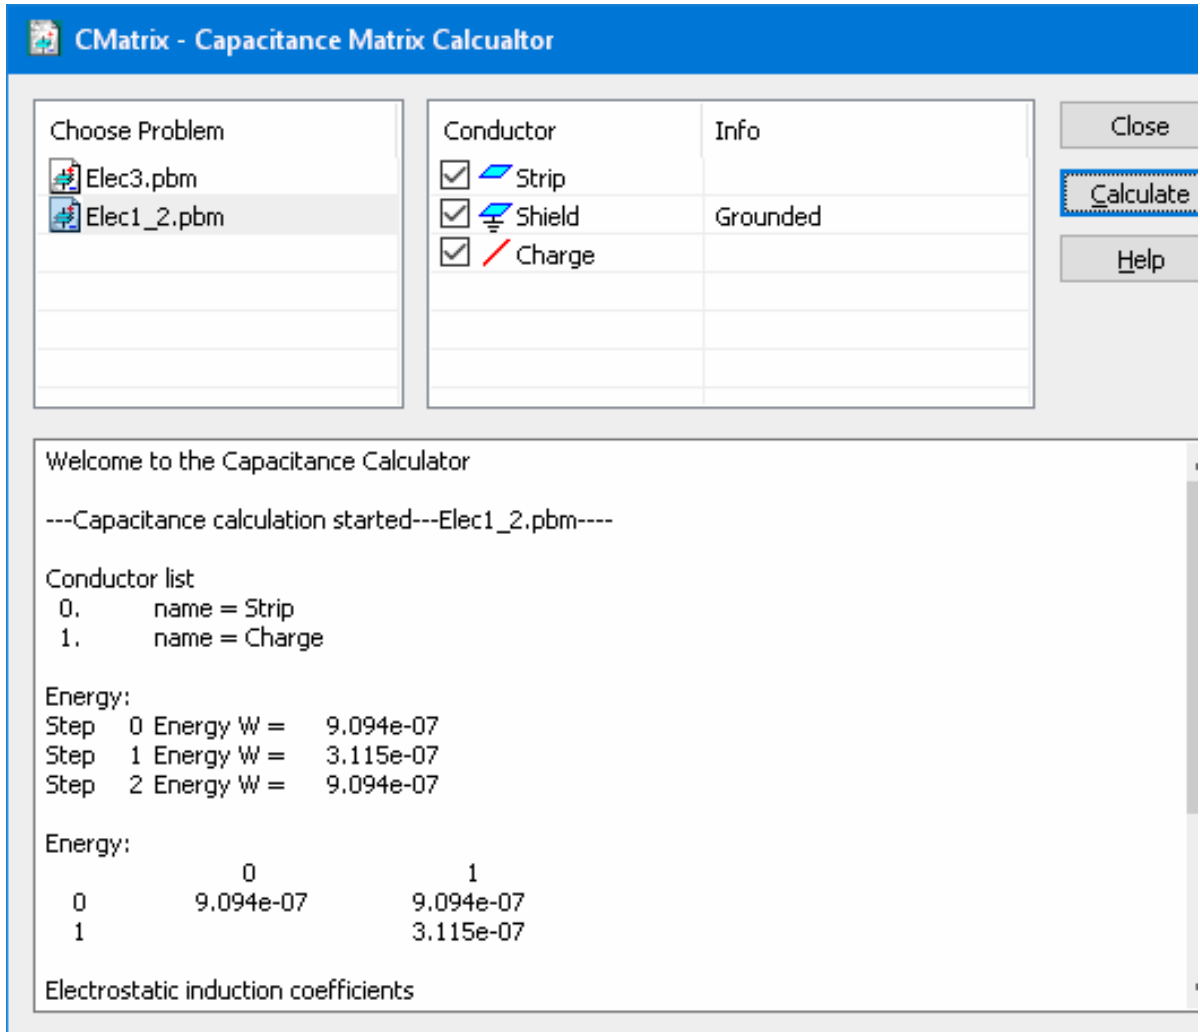 CMatrix - Capacitance Matrix Calcualtor
Choose Problem
Elec3.pbm
Elec1_2.pbm
Conductor Info
Strip
Shield Grounded
Charge
Close
Calculate
Help
Welcome to the Capacitance Calculator
---Capacitance calculation started---Elec1_2.pbm----
Conductor list
0. name = Strip
1. name = Charge
Energy:
Step 0 Energy W = 9.094e-07
Step 1 Energy W = 3.115e-07
Step 2 Energy W = 9.094e-07
Energy:
0 1
0 9.094e-07 9.094e-07
1 3.115e-07
Electrostatic induction coefficients